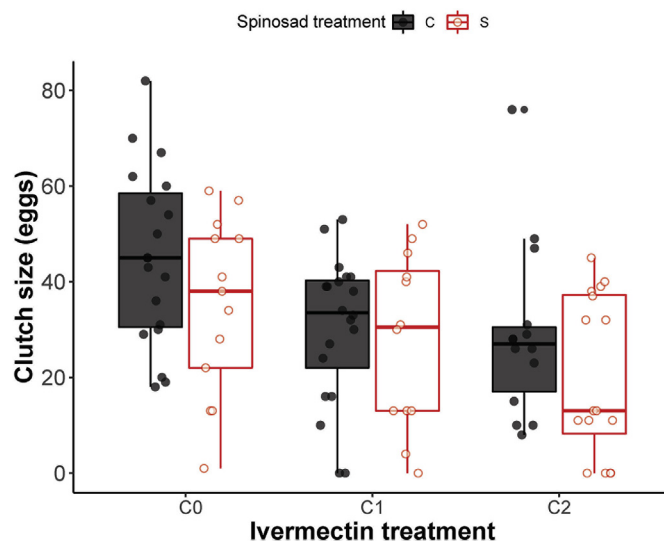 Spinosad treatment C S
Clutch size (eggs)
80
60
40
20
0
C0 C1 C2
Ivermectin treatment